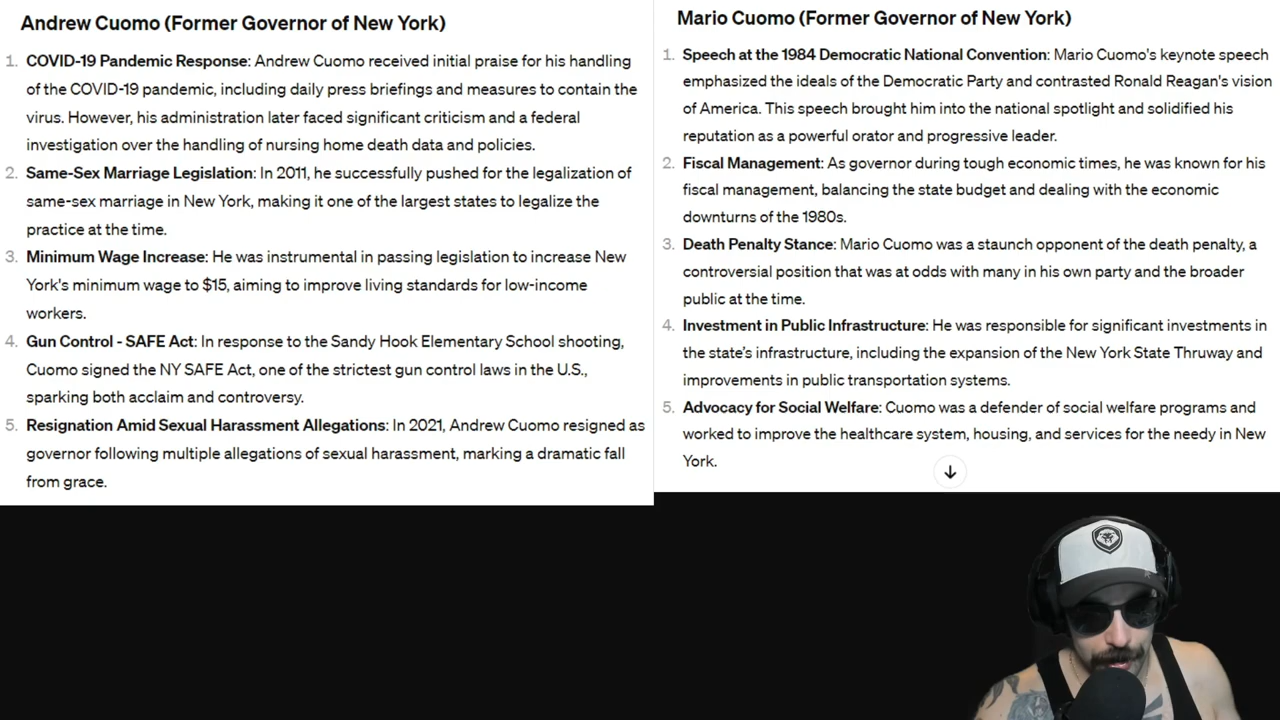 Andrew Cuomo (Former Governor of New York)
1. COVID-19 Pandemic Response: Andrew Cuomo received initial praise for his handling
of the COVID-19 pandemic, including daily press briefings and measures to contain the
virus. However, his administration later faced significant criticism and a federal
investigation over the handling of nursing home death data and policies.
2. Same-Sex Marriage Legislation: In 2011, he successfully pushed for the legalization of
same-sex marriage in New York, making it one of the largest states to legalize the
practice at the time.
3. Minimum Wage Increase: He was instrumental in passing legislation to increase New
York's minimum wage to $15, aiming to improve living standards for low-income
workers.
4. Gun Control - SAFE Act: In response to the Sandy Hook Elementary School shooting,
Cuomo signed the NY SAFE Act, one of the strictest gun control laws in the U.S.,
sparking both acclaim and controversy.
5. Resignation Amid Sexual Harassment Allegations: In 2021, Andrew Cuomo resigned as
governor following multiple allegations of sexual harassment, marking a dramatic fall
from grace.
Mario Cuomo (Former Governor of New York)
1. Speech at the 1984 Democratic National Convention: Mario Cuomo's keynote speech
emphasized the ideals of the Democratic Party and contrasted Ronald Reagan's vision
of America. This speech brought him into the national spotlight and solidified his
reputation as a powerful orator and progressive leader.
2. Fiscal Management: As governor during tough economic times, he was known for his
fiscal management, balancing the state budget and dealing with the economic
downturns of the 1980s.
3. Death Penalty Stance: Mario Cuomo was a staunch opponent of the death penalty, a
controversial position that was at odds with many in his own party and the broader
public at the time.
4. Investment in Public Infrastructure: He was responsible for significant investments in
the state’s infrastructure, including the expansion of the New York State Thruway and
improvements in public transportation systems.
5. Advocacy for Social Welfare: Cuomo was a defender of social welfare programs and
worked to improve the healthcare system, housing, and services for the needy in New
York.